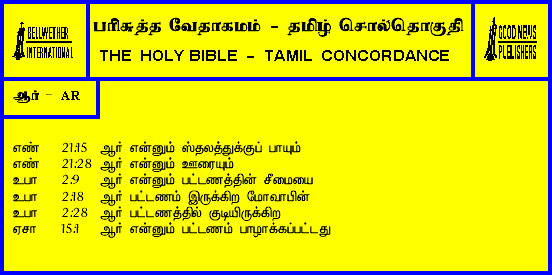 BELLWETHER
INTERNATIONAL
பரிசுத்த வேதாகமம் - தமிழ் சொல்தொகுதி
THE HOLY BIBLE - TAMIL CONCORDANCE
GOOD NEWS
PUBLISHERS
ஆர் - AR
எண் 21:15 ஆர் என்னும் ஸ்தலத்துக்குப் பாயும்
எண் 21:28 ஆர் என்னும் ஊரையும்
உபா 2:9 ஆர் என்னும் பட்டணத்தின் சீமையை
உபா 2:18 ஆர் பட்டணம் இருக்கிற மோவாபின்
உபா 2:28 ஆர் பட்டணத்தில் குடியிருக்கிற
ஏசா 15:1 ஆர் என்னும் பட்டணம் பாழாக்கப்பட்டது